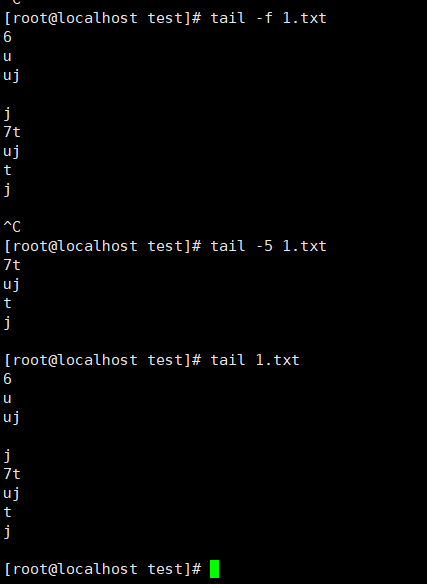 ^C
[root@localhost test]# tail -f 1.txt
6
u
uj

j
7t
uj
t
j

^C
[root@localhost test]# tail -5 1.txt
7t
uj
t
j

[root@localhost test]# tail 1.txt
6
u
uj

j
7t
uj
t
j

[root@localhost test]#